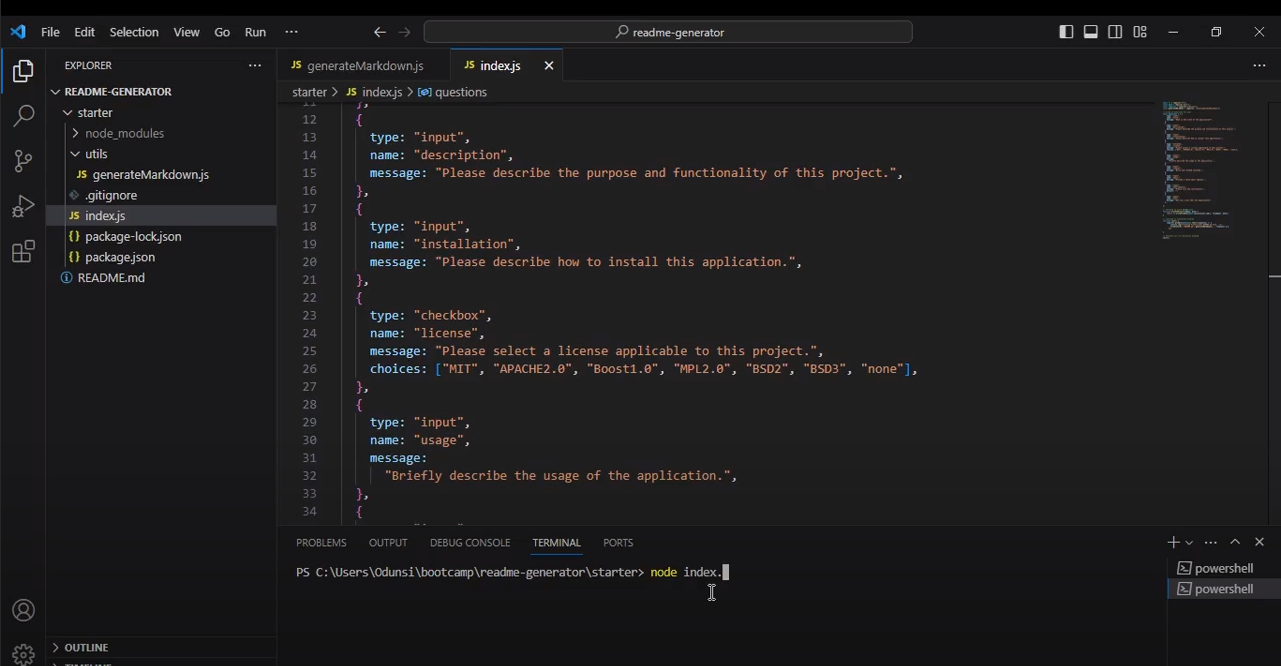 File Edit Selection View Go Run ··· readme-generator
EXPLORER ···
README-GENERATOR
starter
node_modules
utils
JS generateMarkdown.js
.gitignore
JS index.js
{} package-lock.json
{} package.json
README.md
OUTLINE
TIMELINE
JS generateMarkdown.js JS index.js ···
starter > JS index.js > questions
11 },
12 {
13 type: "input",
14 name: "description",
15 message: "Please describe the purpose and functionality of this project.",
16 },
17 {
18 type: "input",
19 name: "installation",
20 message: "Please describe how to install this application.",
21 },
22 {
23 type: "checkbox",
24 name: "license",
25 message: "Please select a license applicable to this project.",
26 choices: ["MIT", "APACHE2.0", "Boost1.0", "MPL2.0", "BSD2", "BSD3", "none"],
27 },
28 {
29 type: "input",
30 name: "usage",
31 message:
32 "Briefly describe the usage of the application.",
33 },
34 {
PROBLEMS OUTPUT DEBUG CONSOLE TERMINAL PORTS
PS C:\Users\Odunsi\bootcamp\readme-generator\starter> node index.
powershell
powershell